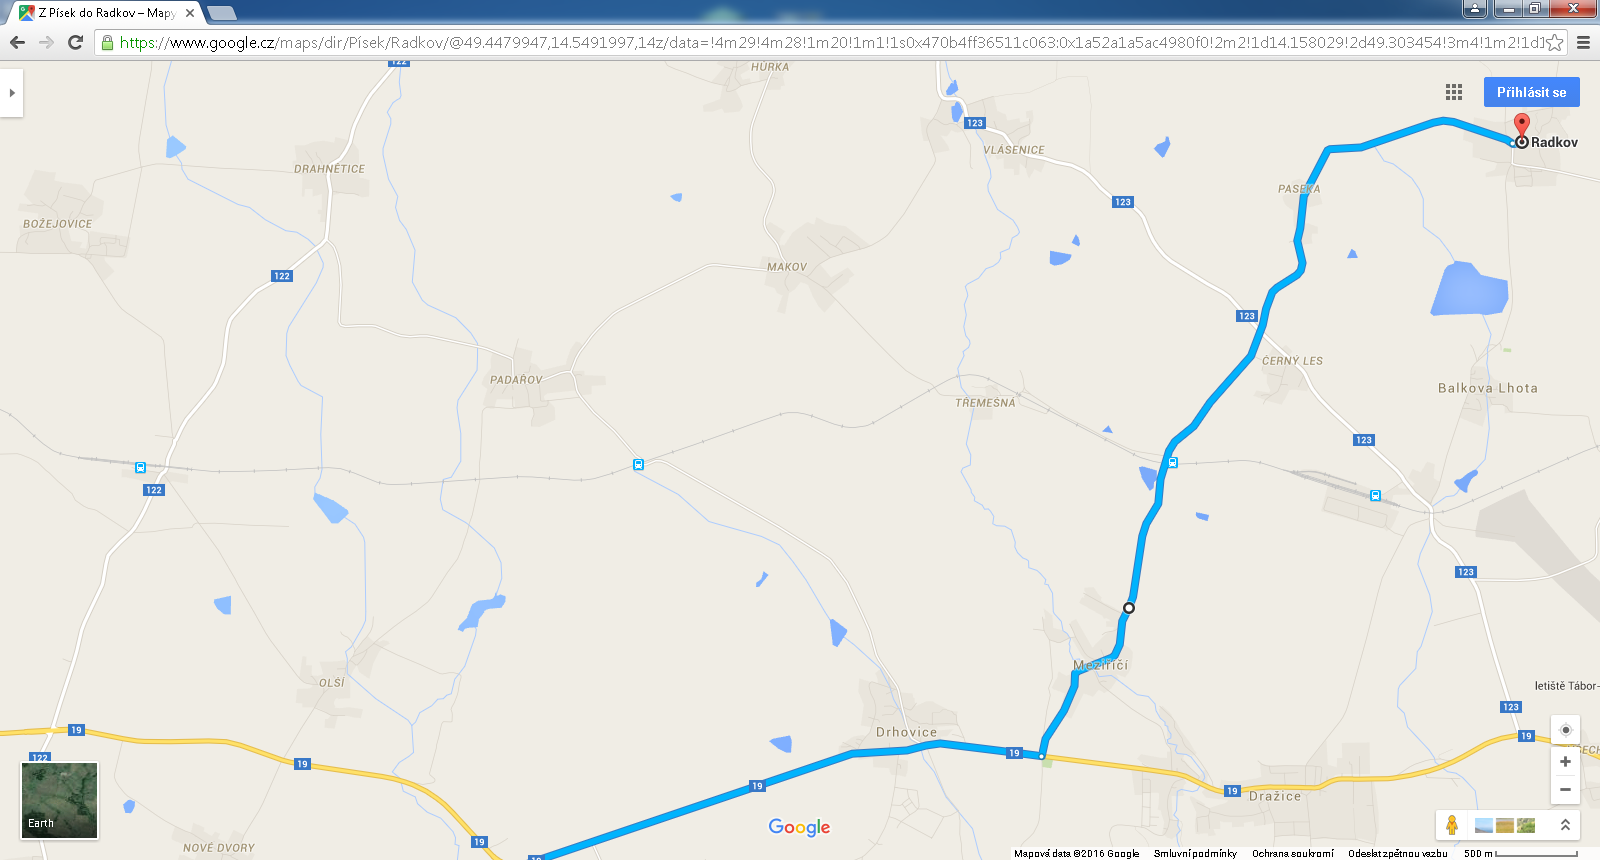 Z Písek do Radkov – Mapy
https://www.google.cz/maps/dir/Písek/Radkov/@49.4479947,14.5491997,14z/data=!4m29!4m28!1m20!1m1!1s0x470b4ff36511c063:0x1a52a1a5ac4980f0!2m2!1d14.158029!2d49.303454!3m4!1m2!1d1
122
HŮRKA
Přihlásit se
123
VLÁSENICE
Radkov
DRAHNĚTICE
PASEKA
123
BOŽEJOVICE
MAKOV
122
123
ČERNÝ LES
PADAŘOV
Balkova Lhota
TŘEMEŠNÁ
123
122
123
Meziříčí
OLŠÍ
letiště Tábor-
123
19
Drhovice
19
19
122
19
19
19
Dražice
Earth
Google
19
NOVÉ DVORY
19
Mapová data ©2016 Google Smluvní podmínky Ochrana soukromí Odeslat zpětnou vazbu 500 m